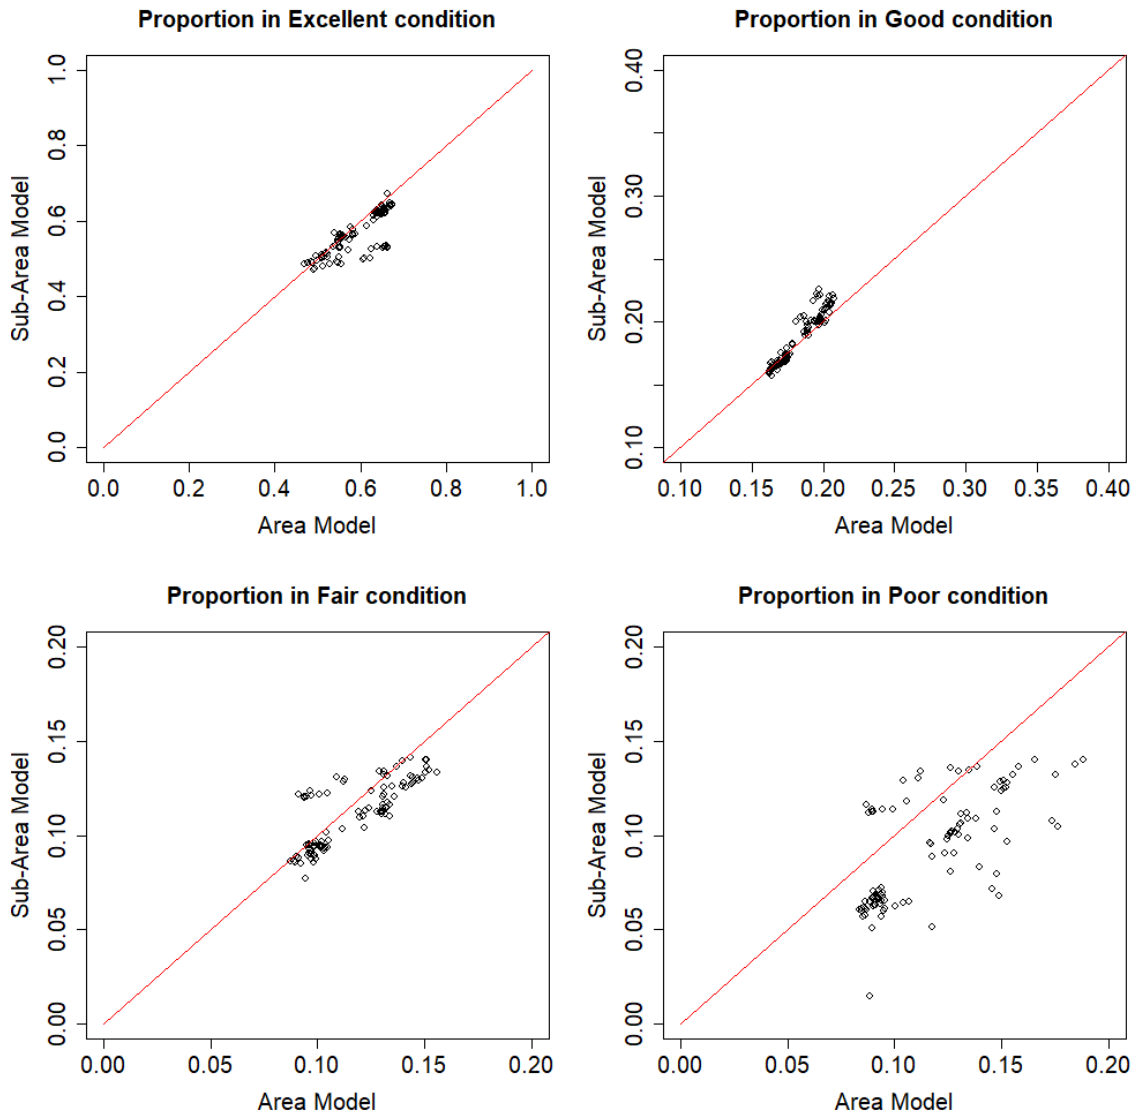 Proportion in Excellent condition
Sub-Area Model
1.0
0.8
0.6
0.4
0.2
0.0
0.0 0.2 0.4 0.6 0.8 1.0
Area Model
Proportion in Good condition
Sub-Area Model
0.40
0.30
0.20
0.10
0.10 0.15 0.20 0.25 0.30 0.35 0.40
Area Model
Proportion in Fair condition
Sub-Area Model
0.20
0.15
0.10
0.05
0.00
0.00 0.05 0.10 0.15 0.20
Area Model
Proportion in Poor condition
Sub-Area Model
0.20
0.15
0.10
0.05
0.00
0.00 0.05 0.10 0.15 0.20
Area Model